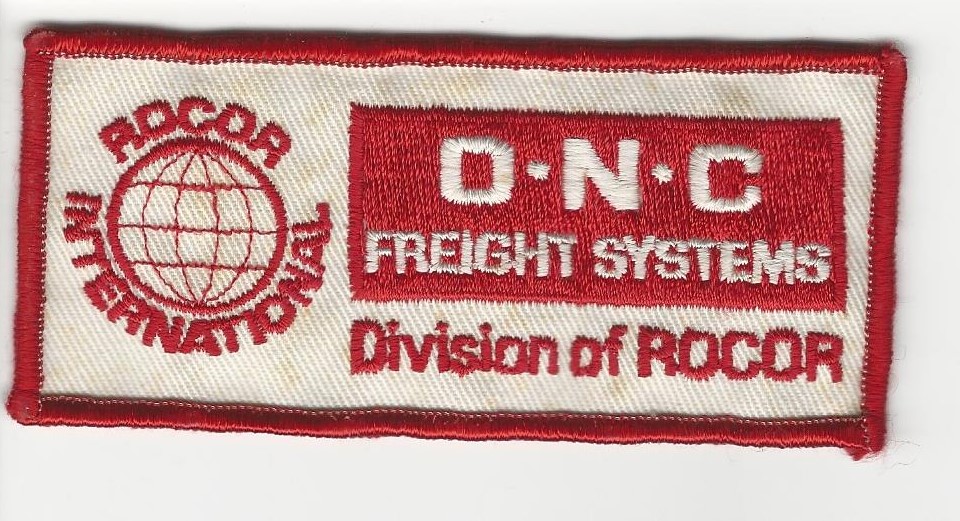 ROCOR
INTERNATIONAL
O·N·C
FREIGHT SYSTEMS
Division of ROCOR